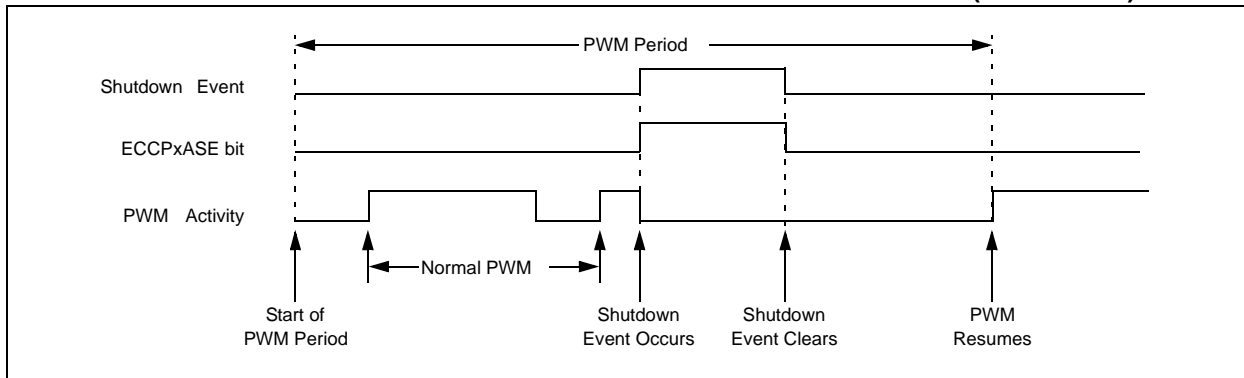 PWM Period
Shutdown Event
ECCPxASE bit
PWM Activity
Normal PWM
Start of
PWM Period
Shutdown
Event Occurs
Shutdown
Event Clears
PWM
Resumes